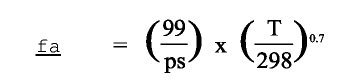 fa = (99/ps) x (T/298)^0.7